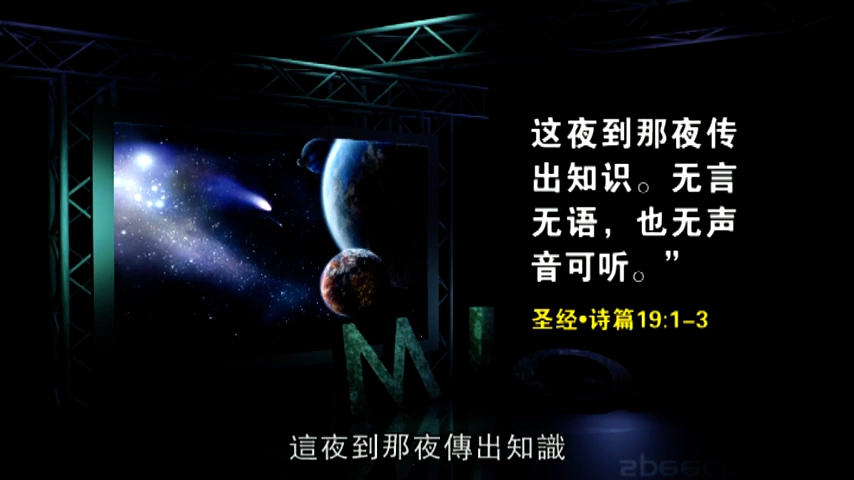 这夜到那夜传
出知识。无言
无语，也无声
音可听。”
圣经•诗篇19:1-3
M
這夜到那夜傳出知識